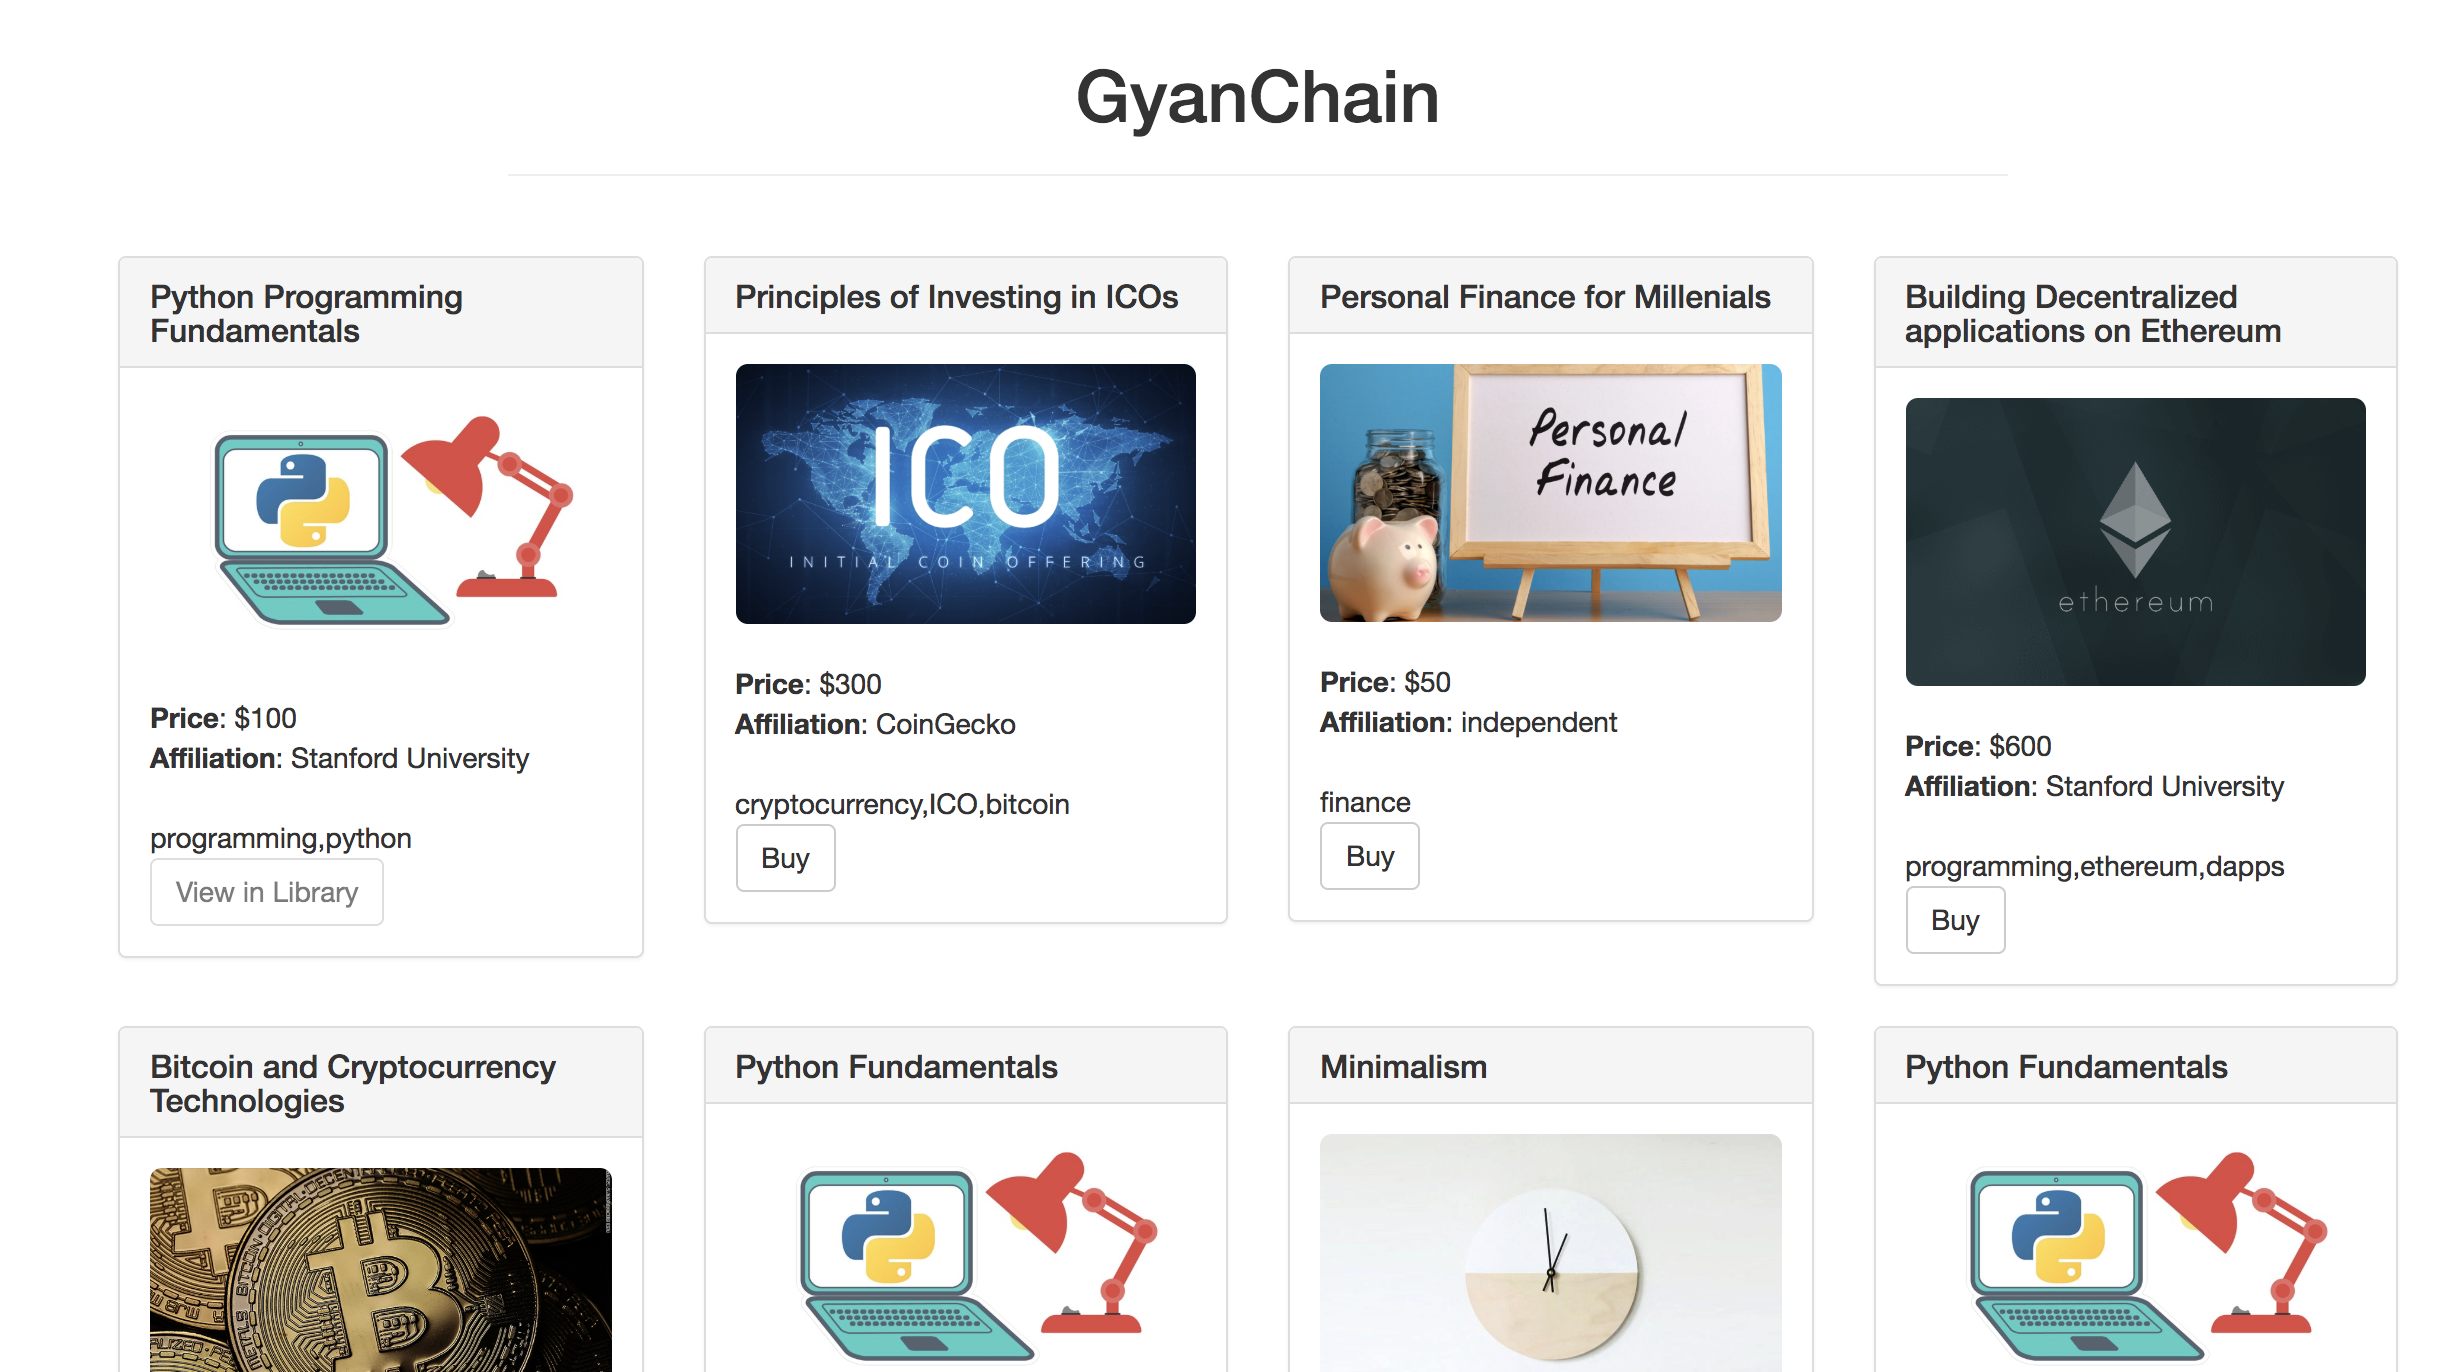 GyanChain
Python Programming
Fundamentals
Price: $100
Affiliation: Stanford University
programming,python
View in Library
Principles of Investing in ICOs
ICO
INITIAL COIN OFFERING
Price: $300
Affiliation: CoinGecko
cryptocurrency,ICO,bitcoin
Buy
Personal Finance for Millenials
Personal
Finance
Price: $50
Affiliation: independent
finance
Buy
Building Decentralized
applications on Ethereum
ethereum
Price: $600
Affiliation: Stanford University
programming,ethereum,dapps
Buy
Bitcoin and Cryptocurrency
Technologies
Python Fundamentals
Minimalism
Python Fundamentals